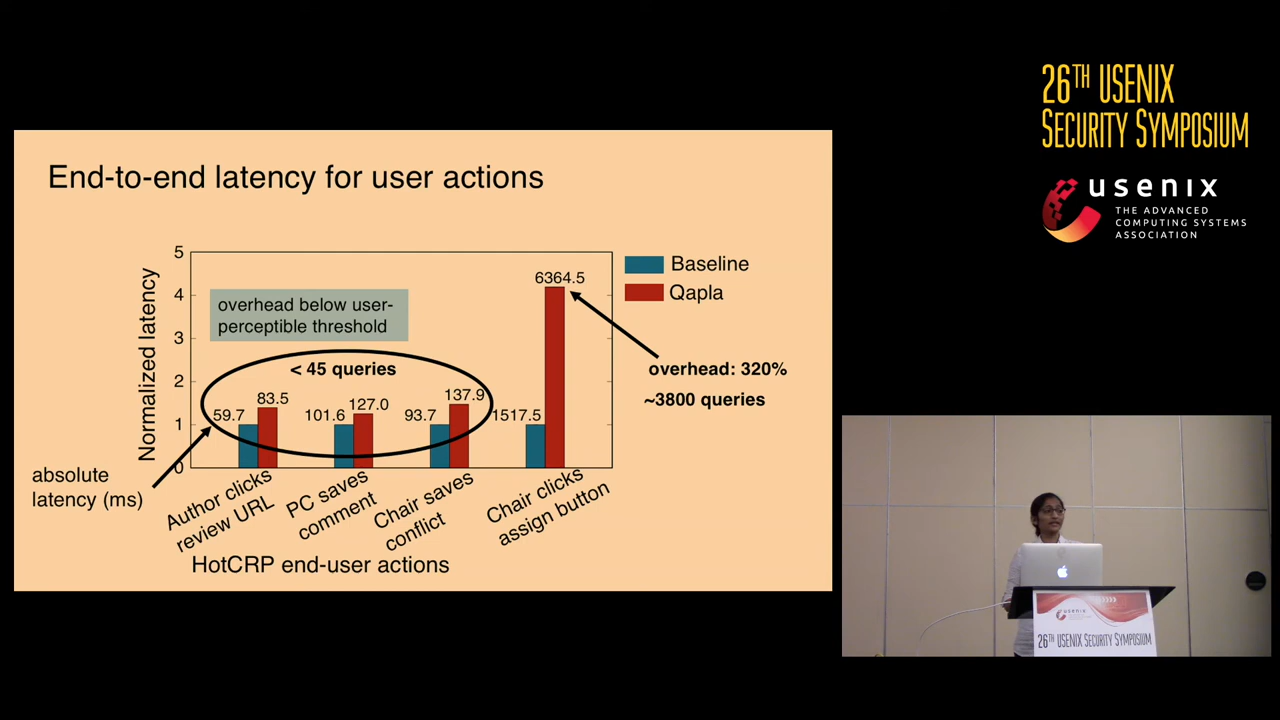 26TH USENIX
SECURITY SYMPOSIUM
usenix
THE ADVANCED
COMPUTING SYSTEMS
ASSOCIATION
End-to-end latency for user actions
Normalized latency
5
4
3
2
1
0
overhead below user-
perceptible threshold
< 45 queries
59.7
83.5
101.6
127.0
93.7
137.9
1517.5
6364.5
Baseline
Qapla
overhead: 320%
~3800 queries
absolute
latency (ms)
Author clicks
review URL
PC saves
comment
Chair saves
conflict
Chair clicks
assign button
HotCRP end-user actions
usenix
26TH USENIX SECURITY SYMPOSIUM